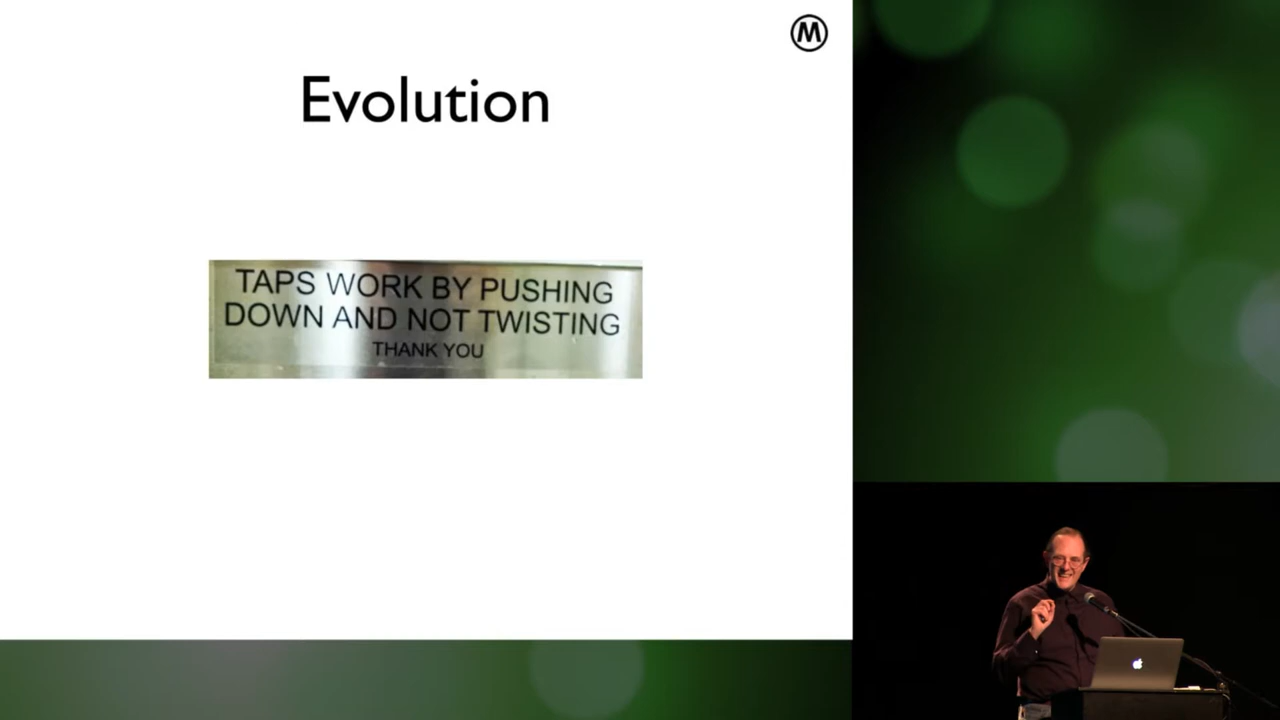 M
Evolution
TAPS WORK BY PUSHING
DOWN AND NOT TWISTING
THANK YOU